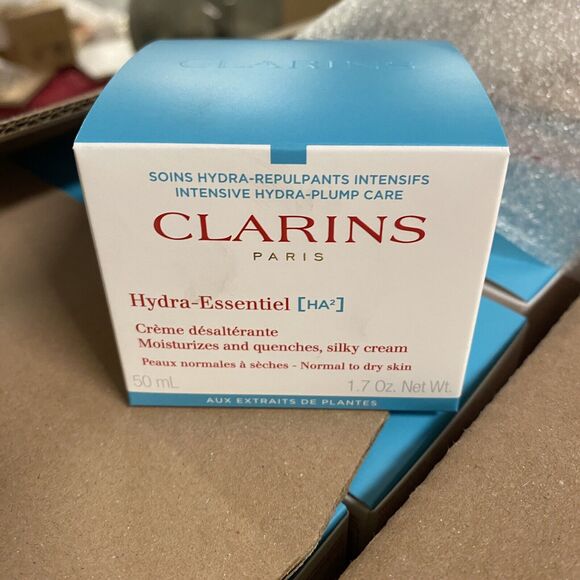 CLARINS
SOINS HYDRA-REPULPANTS INTENSIFS
INTENSIVE HYDRA-PLUMP CARE
CLARINS
PARIS
Hydra-Essentiel [HA²]
Crème désaltérante
Moisturizes and quenches, silky cream
Peaux normales à sèches - Normal to dry skin
50 mL 1.7 Oz. Net Wt.
AUX EXTRAITS DE PLANTES